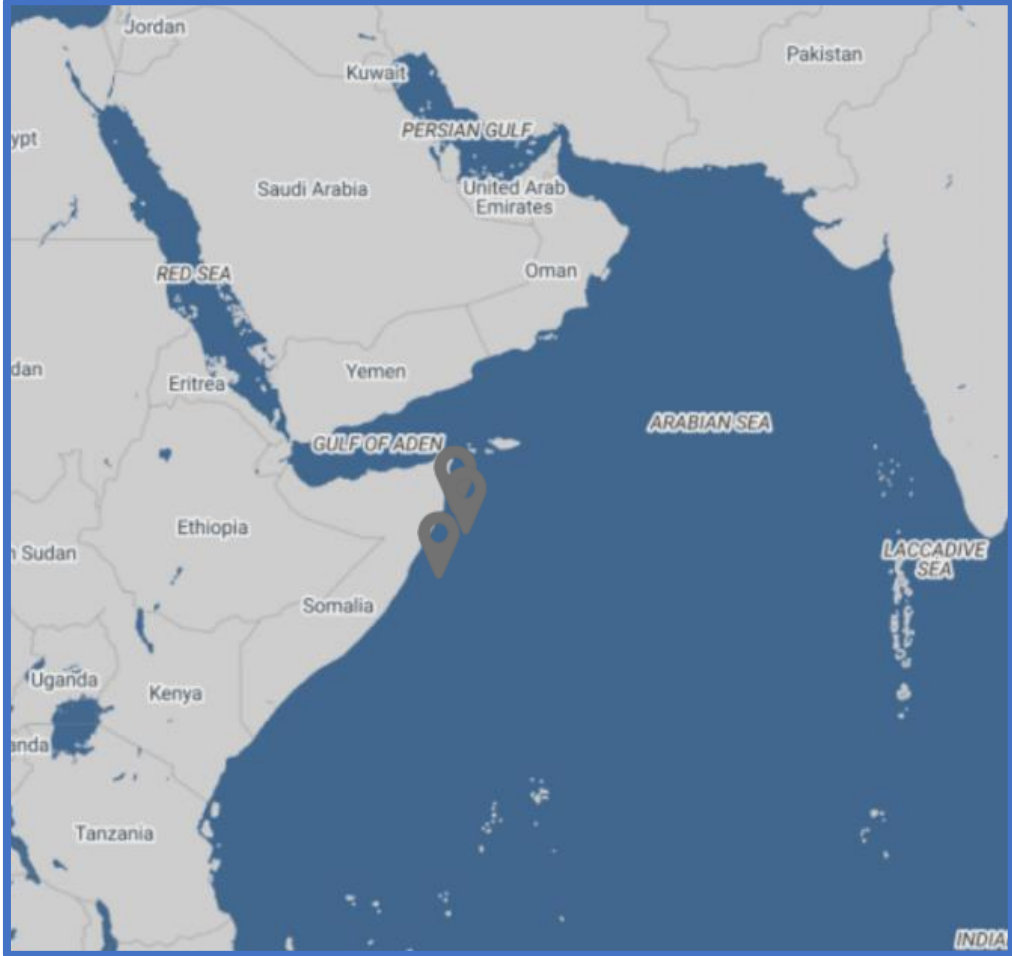 Jordan
Pakistan
Kuwait
PERSIAN GULF
ypt
Saudi Arabia
United Arab
Emirates
RED SEA
Oman
dan
Yemen
Eritrea
ARABIAN SEA
GULF OF ADEN
Ethiopia
n Sudan
LACCADIVE
SEA
Somalia
Uganda
Kenya
anda
Tanzania
INDIA